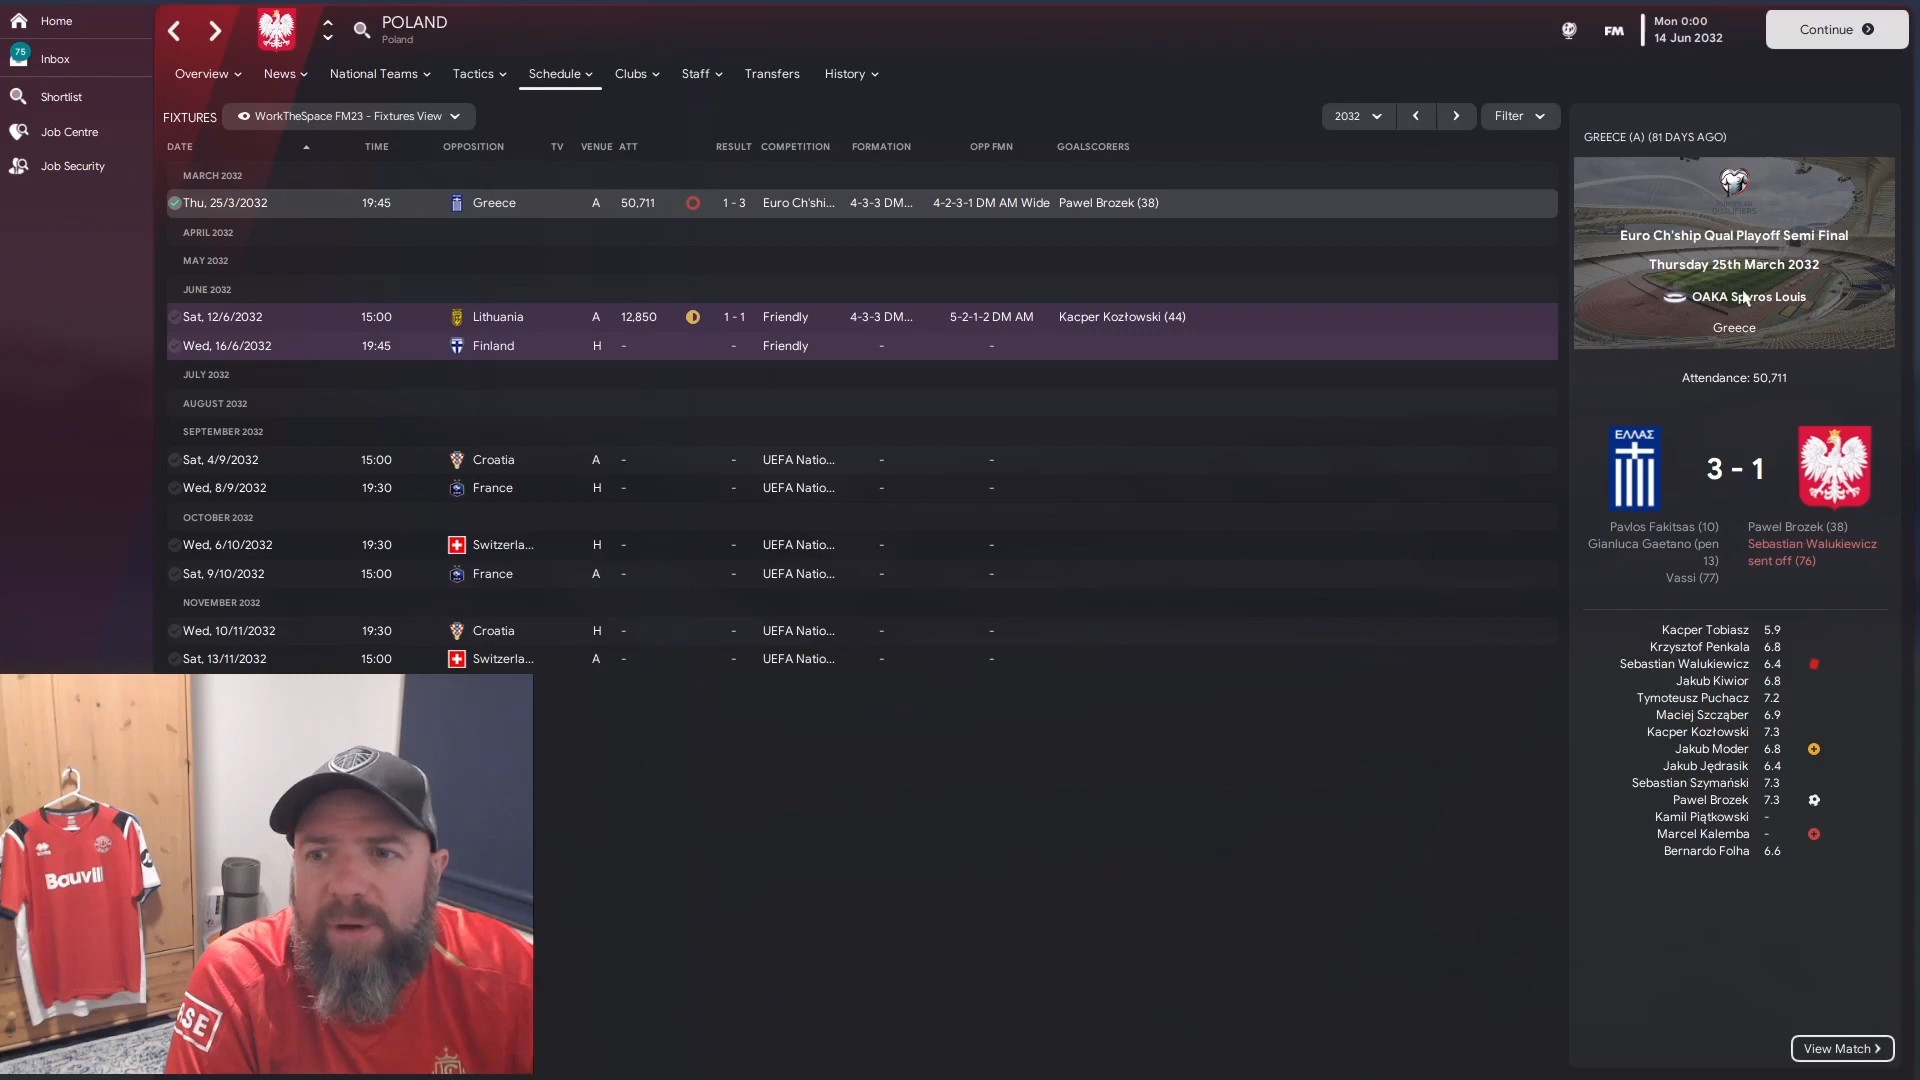 Home
75
Inbox
Shortlist
Job Centre
Job Security
POLAND
Poland
FM
Mon 0:00
14 Jun 2032
Continue
Overview
News
National Teams
Tactics
Schedule
Clubs
Staff
Transfers
History
FIXTURES
WorkTheSpace FM23 - Fixtures View
2032
Filter
DATE TIME OPPOSITION TV VENUE ATT RESULT COMPETITION FORMATION OPP FMN GOALSCORERS
MARCH 2032
Thu, 25/3/2032 19:45 Greece A 50,711 1 - 3 Euro Ch'shi... 4-3-3 DM... 4-2-3-1 DM AM Wide Pawel Brozek (38)
APRIL 2032
MAY 2032
JUNE 2032
Sat, 12/6/2032 15:00 Lithuania A 12,850 1 - 1 Friendly 4-3-3 DM... 5-2-1-2 DM AM Kacper Kozłowski (44)
Wed, 16/6/2032 19:45 Finland H - - Friendly - -
JULY 2032
AUGUST 2032
SEPTEMBER 2032
Sat, 4/9/2032 15:00 Croatia A - - UEFA Natio... - -
Wed, 8/9/2032 19:30 France H - - UEFA Natio... - -
OCTOBER 2032
Wed, 6/10/2032 19:30 Switzerla... H - - UEFA Natio... - -
Sat, 9/10/2032 15:00 France A - - UEFA Natio... - -
NOVEMBER 2032
Wed, 10/11/2032 19:30 Croatia H - - UEFA Natio... - -
Sat, 13/11/2032 15:00 Switzerla... A - - UEFA Natio... - -
GREECE (A) (81 DAYS AGO)
EUROPEAN
QUALIFIERS
Euro Ch'ship Qual Playoff Semi Final
Thursday 25th March 2032
OAKA Spyros Louis
Greece
Attendance: 50,711
ΕΛΛΑΣ
3 - 1
Pavlos Fakitsas (10)
Gianluca Gaetano (pen
13)
Vassi (77)
Pawel Brozek (38)
Sebastian Walukiewicz
sent off (76)
Kacper Tobiasz 5.9
Krzysztof Penkala 6.8
Sebastian Walukiewicz 6.4
Jakub Kiwior 6.8
Tymoteusz Puchacz 7.2
Maciej Szcząber 6.9
Kacper Kozłowski 7.3
Jakub Moder 6.8
Jakub Jędrasik 6.4
Sebastian Szymański 7.3
Pawel Brozek 7.3
Kamil Piątkowski -
Marcel Kalemba -
Bernardo Folha 6.6
View Match
Bauvill